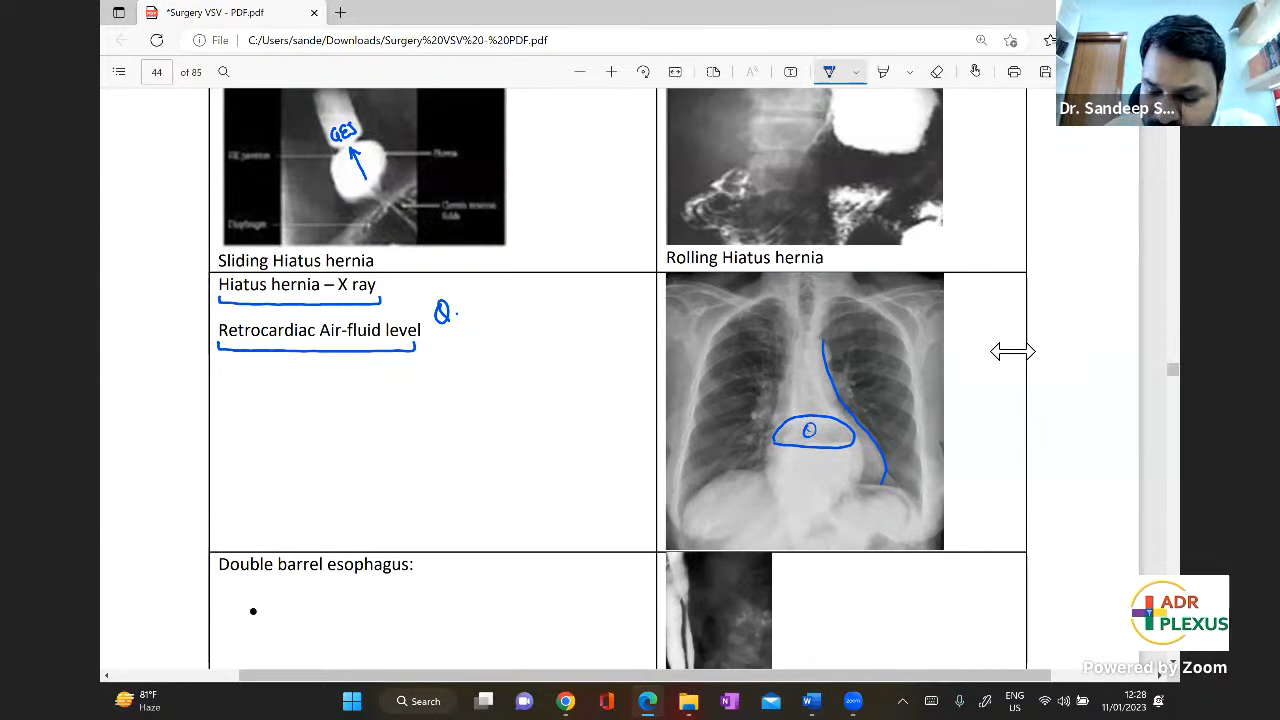 *Surgery VSV - PDF.pdf
File
C:/Users/sande/Downloads/Surgery%20VSV%20-%20PDF.pdf
44 of 85
Dr. Sandeep S...
GEJ
Diaphragm
Sliding Hiatus hernia
Rolling Hiatus hernia
Hiatus hernia – X ray
Q.
Retrocardiac Air-fluid level
Double barrel esophagus:
ADR
PLEXUS
Powered by Zoom
81°F
Haze
Search
zoom
ENG
US
12:28
11/01/2023